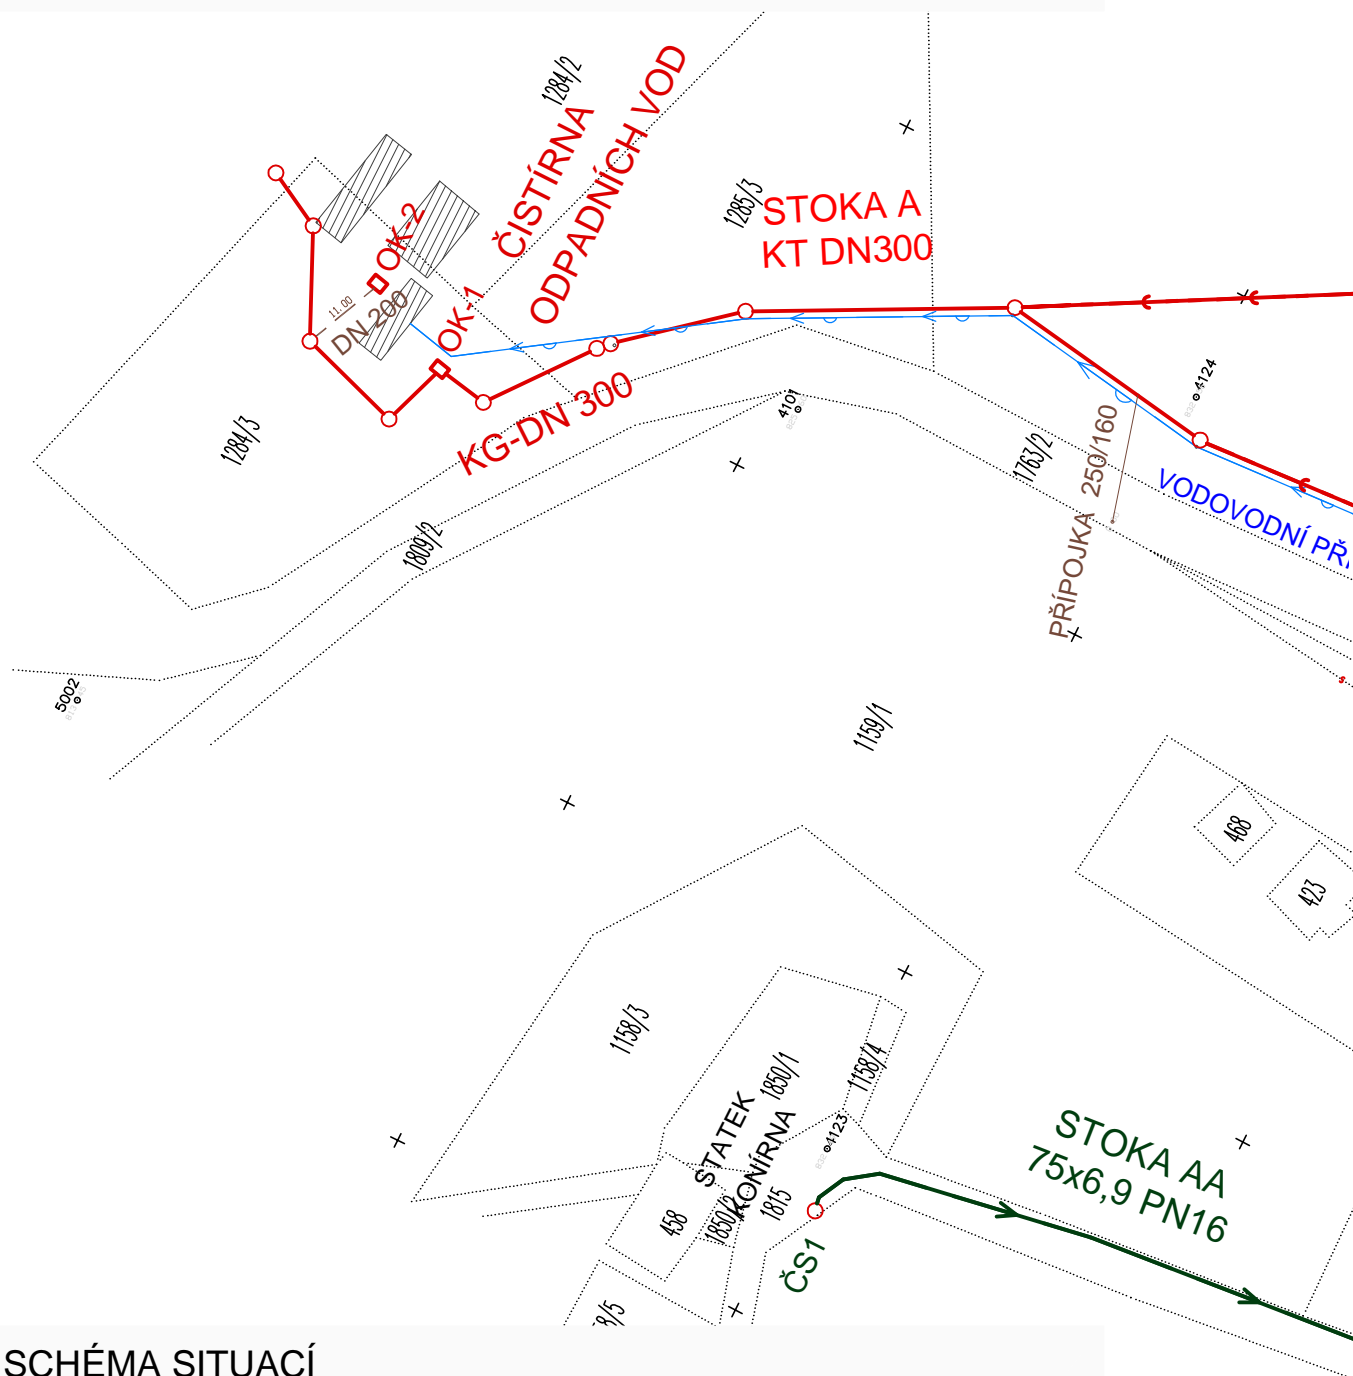 1284/2
ČISTÍRNA
ODPADNÍCH VOD
1285/3
STOKA A
KT DN300
OK-2
11.00
DN 200
OK-1
KG-DN 300
1284/3
4101
4124
1763/2
PŘÍPOJKA 250/160
VODOVODNÍ PŘ
1809/2
5002
1159/1
468
423
1158/3
1850/1
1158/4
STATEK
KONÍRNA
4123
1815
1850/2
458
ČS1
STOKA AA
75x6,9 PN16
8/5
SCHÉMA SITUACÍ